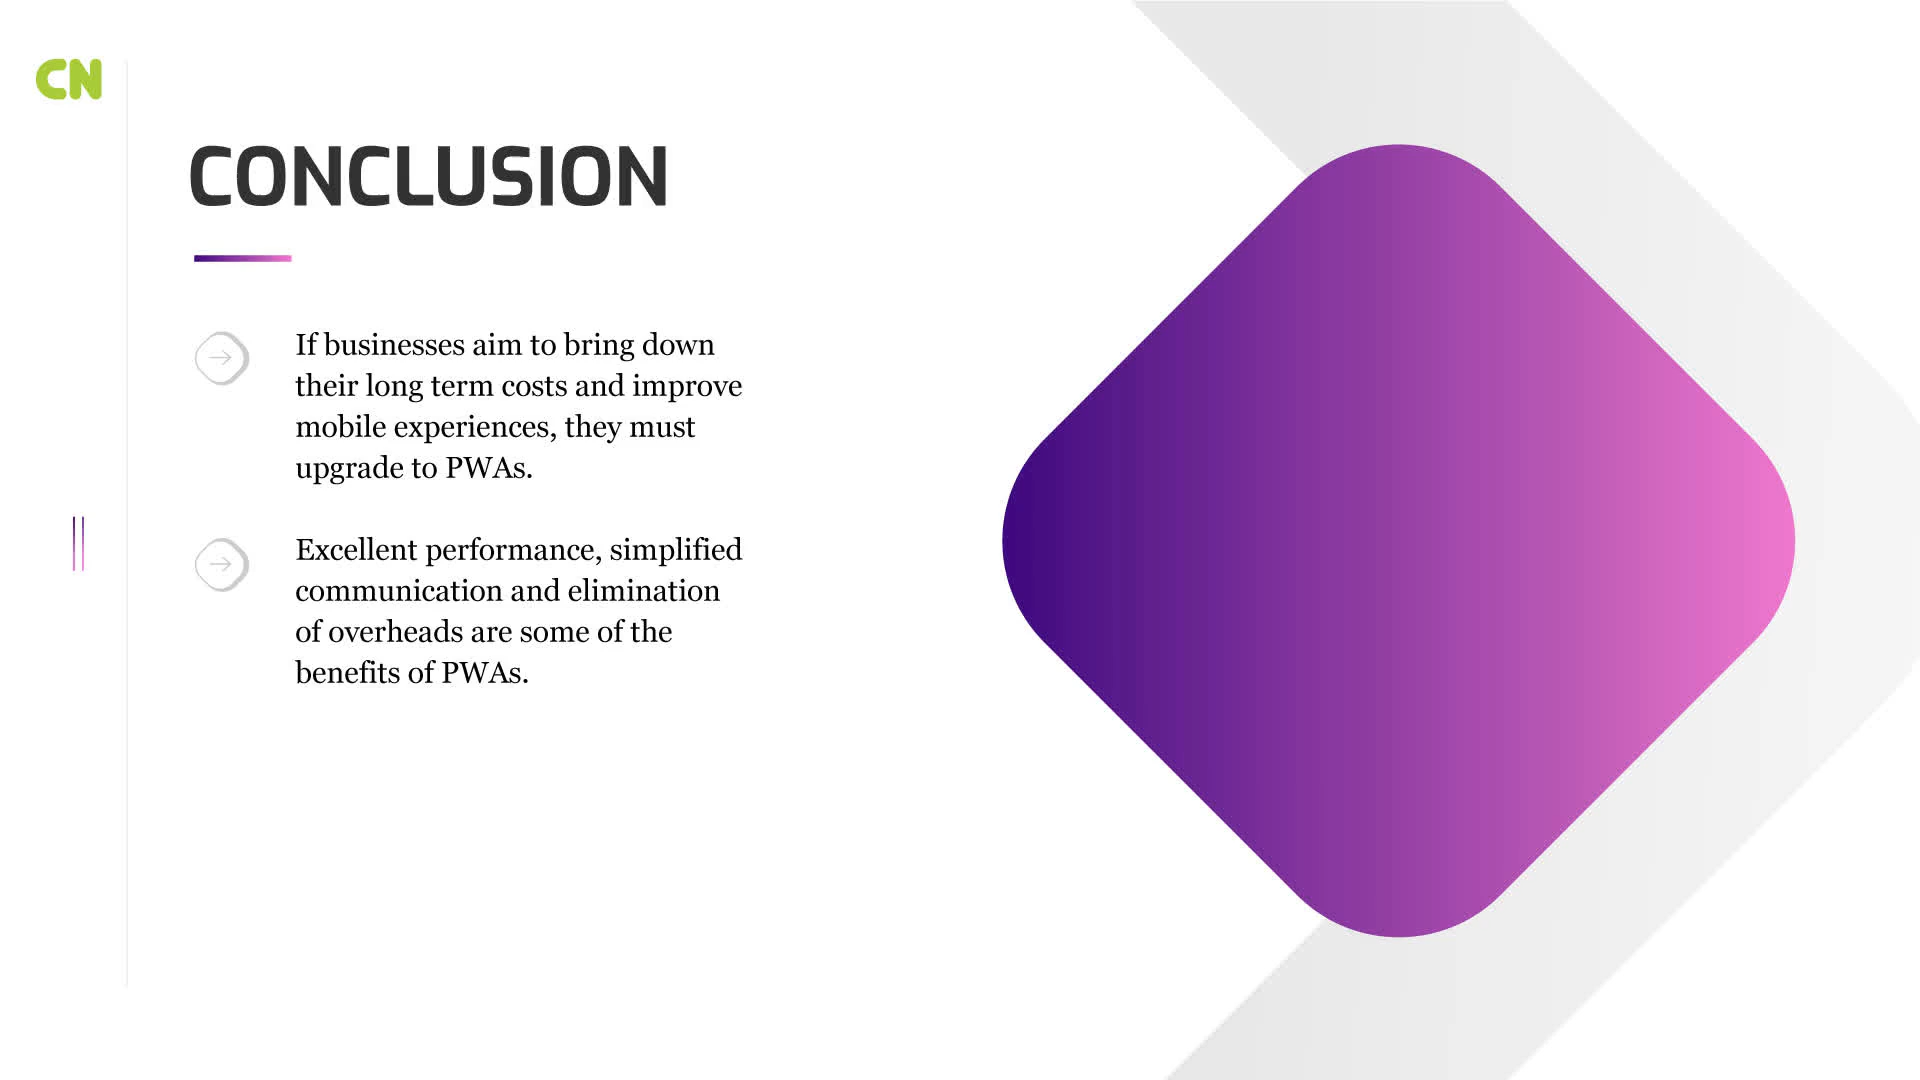 CN
CONCLUSION
If businesses aim to bring down
their long term costs and improve
mobile experiences, they must
upgrade to PWAs.
Excellent performance, simplified
communication and elimination
of overheads are some of the
benefits of PWAs.